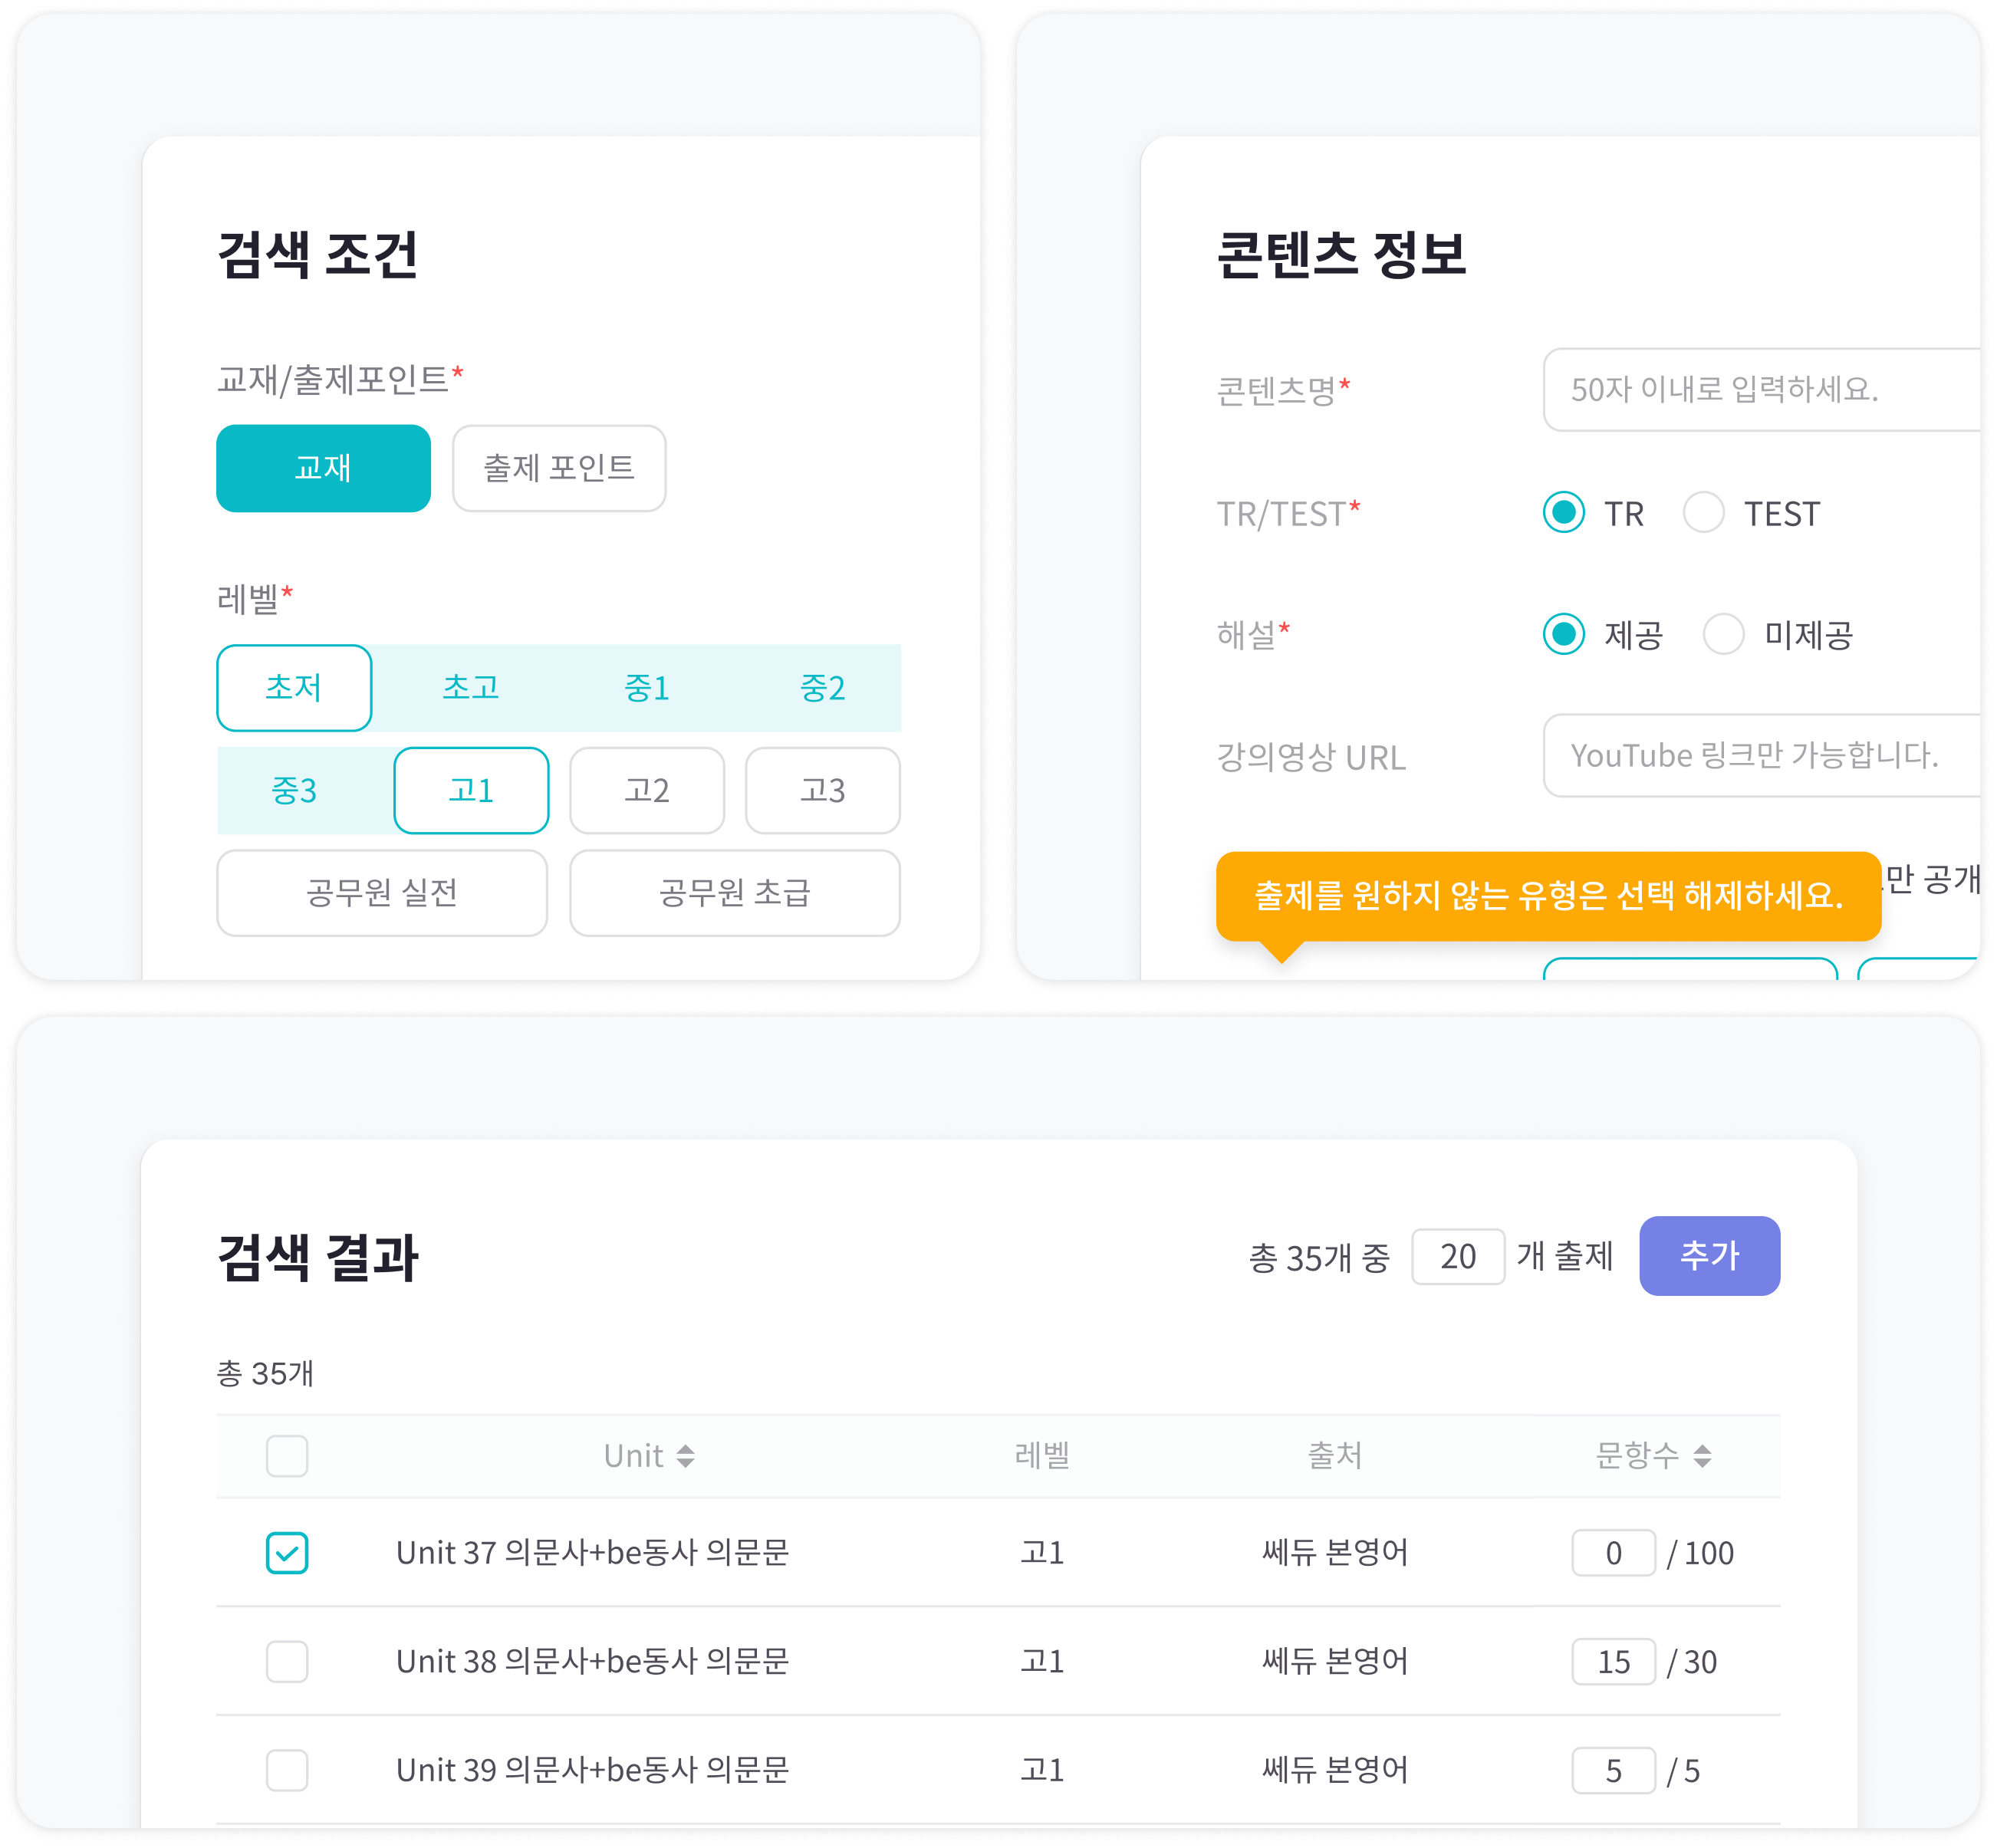 검색 조건
교재/출제포인트*
교재 출제 포인트
레벨*
초저 초고 중1 중2
중3 고1 고2 고3
공무원 실전 공무원 초급
콘텐츠 정보
콘텐츠명* 50자 이내로 입력하세요.
TR/TEST* TR TEST
해설* 제공 미제공
강의영상 URL YouTube 링크만 가능합니다.
만 공개
출제를 원하지 않는 유형은 선택 해제하세요.
검색 결과 총 35개 중 20 개 출제 추가
총 35개
Unit 레벨 출처 문항수
Unit 37 의문사+be동사 의문문 고1 쎄듀 본영어 0 / 100
Unit 38 의문사+be동사 의문문 고1 쎄듀 본영어 15 / 30
Unit 39 의문사+be동사 의문문 고1 쎄듀 본영어 5 / 5